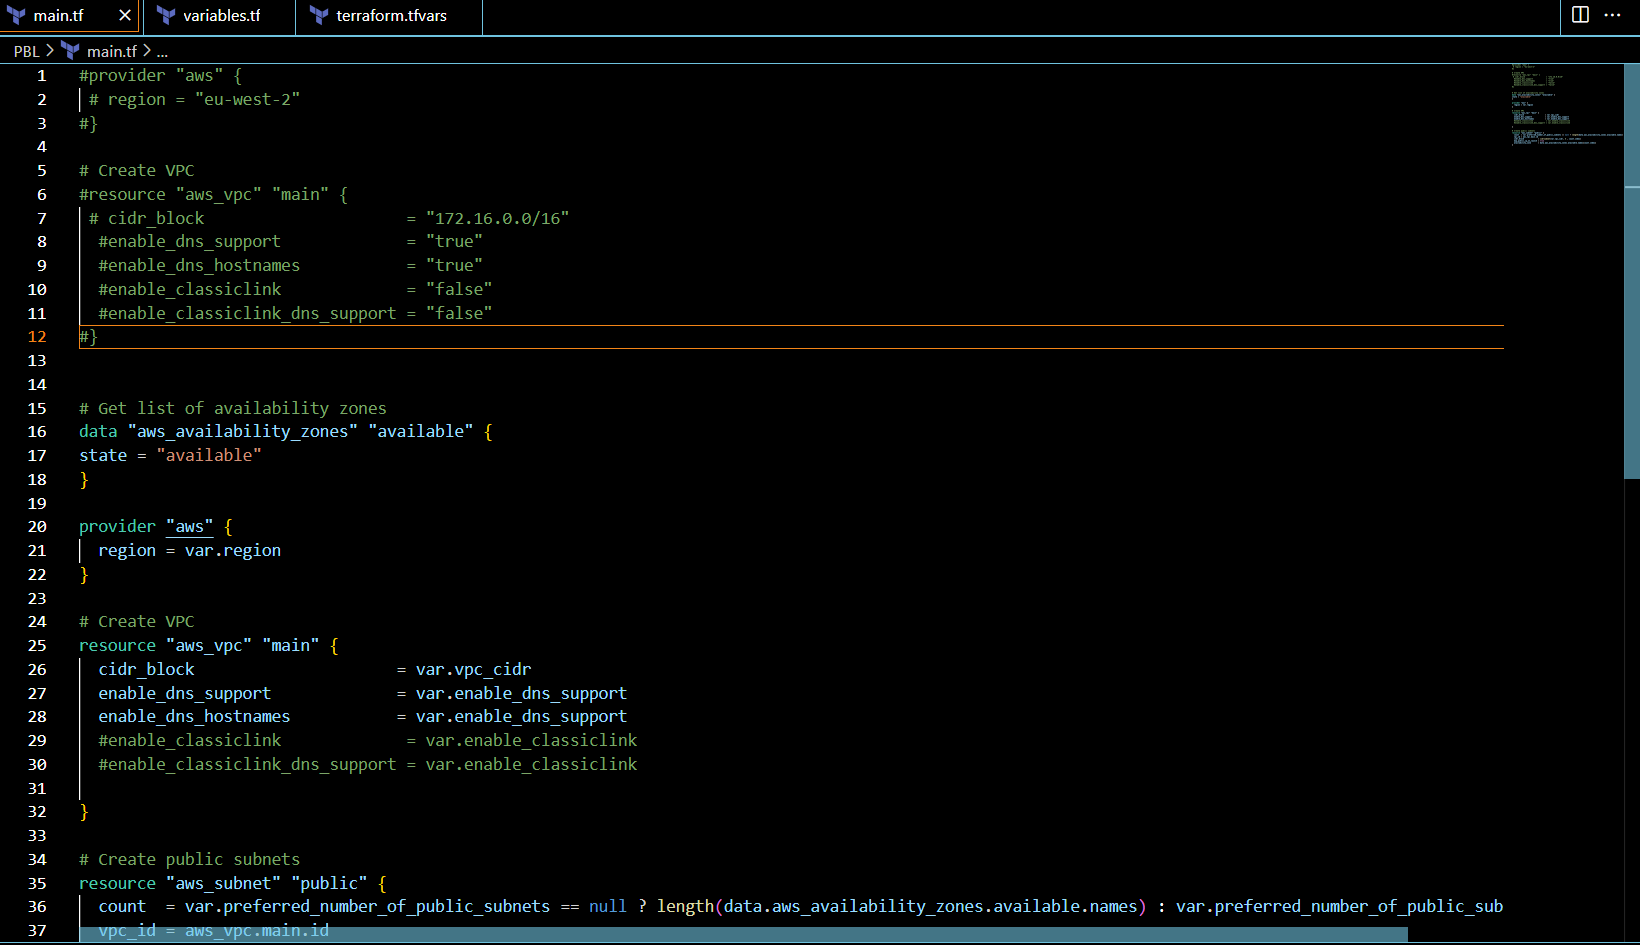 main.tf
variables.tf
terraform.tfvars
PBL > main.tf > ...
1 #provider "aws" {
2 # region = "eu-west-2"
3 #}
4
5 # Create VPC
6 #resource "aws_vpc" "main" {
7 # cidr_block = "172.16.0.0/16"
8 #enable_dns_support = "true"
9 #enable_dns_hostnames = "true"
10 #enable_classiclink = "false"
11 #enable_classiclink_dns_support = "false"
12 #}
13
14
15 # Get list of availability zones
16 data "aws_availability_zones" "available" {
17 state = "available"
18 }
19
20 provider "aws" {
21 region = var.region
22 }
23
24 # Create VPC
25 resource "aws_vpc" "main" {
26 cidr_block = var.vpc_cidr
27 enable_dns_support = var.enable_dns_support
28 enable_dns_hostnames = var.enable_dns_support
29 #enable_classiclink = var.enable_classiclink
30 #enable_classiclink_dns_support = var.enable_classiclink
31
32 }
33
34 # Create public subnets
35 resource "aws_subnet" "public" {
36 count = var.preferred_number_of_public_subnets == null ? length(data.aws_availability_zones.available.names) : var.preferred_number_of_public_sub
37 vpc_id = aws_vpc.main.id